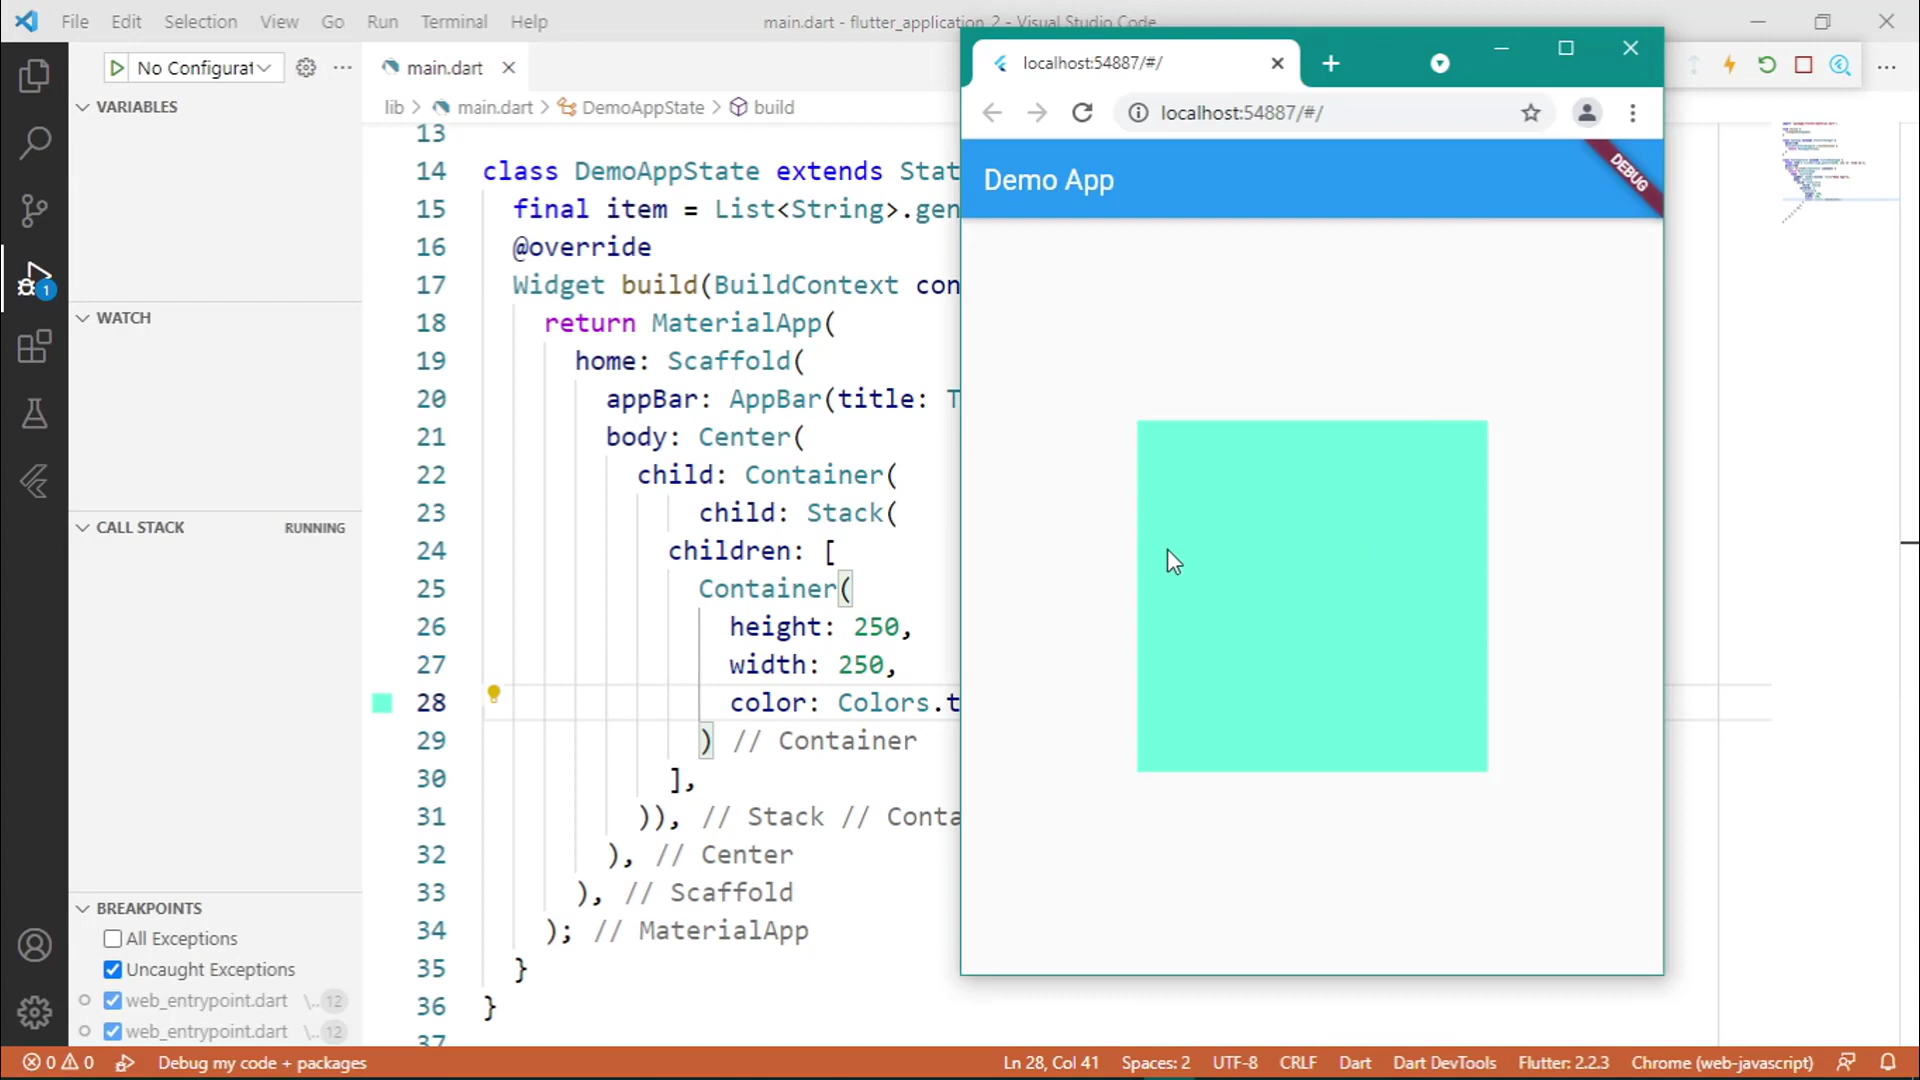 File Edit Selection View Go Run Terminal Help
main.dart - flutter_application_2 - Visual Studio Code
No Configurat
main.dart
VARIABLES
WATCH
CALL STACK RUNNING
BREAKPOINTS
All Exceptions
Uncaught Exceptions
web_entrypoint.dart \.. 12
web_entrypoint.dart \.. 12
1
lib > main.dart > DemoAppState > build
13
14 class DemoAppState extends Stat
15 final item = List<String>.gen
16 @override
17 Widget build(BuildContext con
18 return MaterialApp(
19 home: Scaffold(
20 appBar: AppBar(title: T
21 body: Center(
22 child: Container(
23 child: Stack(
24 children: [
25 Container(
26 height: 250,
27 width: 250,
28 color: Colors.t
29 ) // Container
30 ],
31 )), // Stack // Conta
32 ), // Center
33 ), // Scaffold
34 ); // MaterialApp
35 }
36 }
37
localhost:54887/#/
localhost:54887/#/
Demo App
DEBUG
0 0 Debug my code + packages
Ln 28, Col 41 Spaces: 2 UTF-8 CRLF Dart Dart DevTools Flutter: 2.2.3 Chrome (web-javascript)